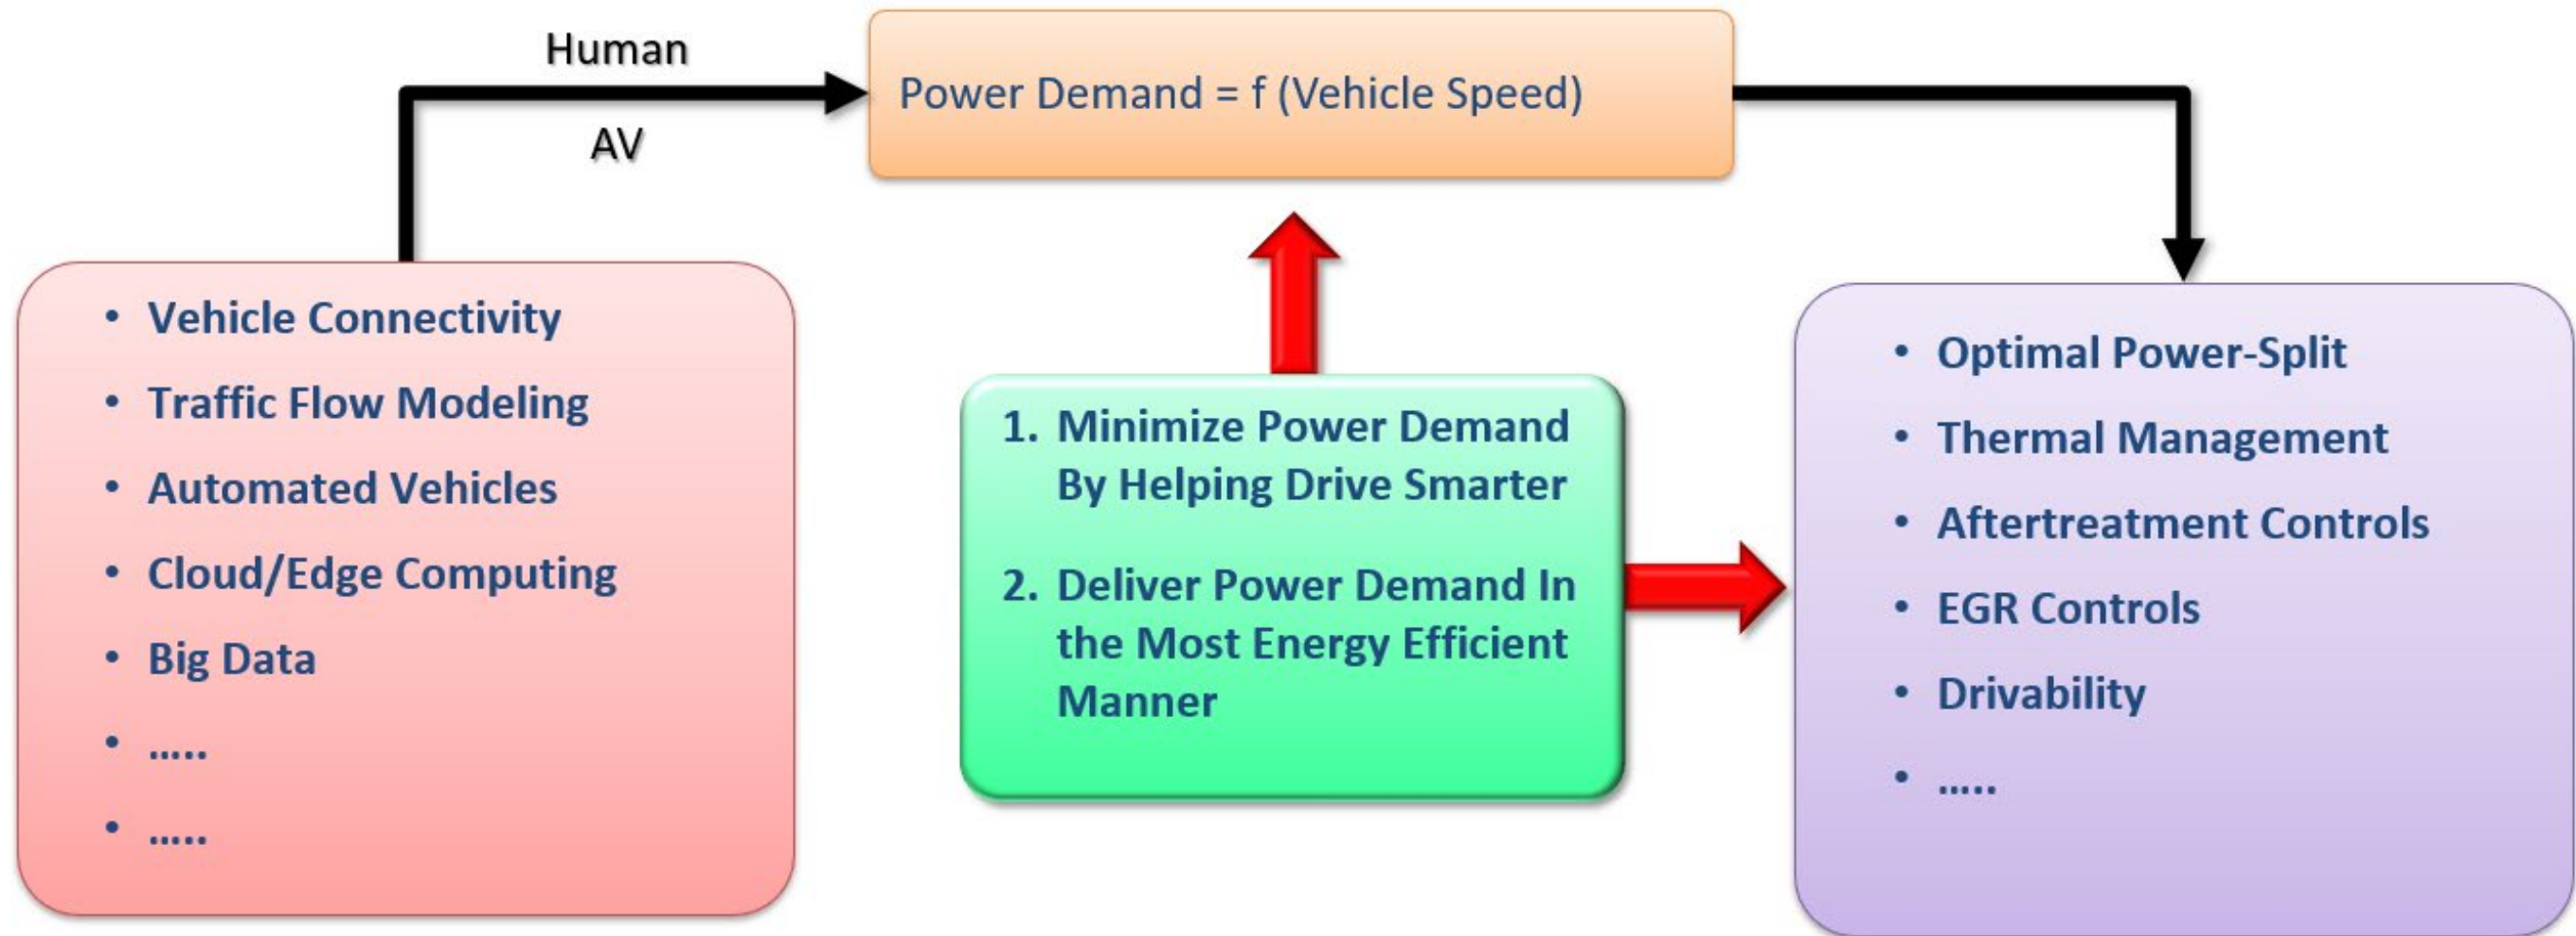 Human
AV
Power Demand = f (Vehicle Speed)
• Vehicle Connectivity
• Traffic Flow Modeling
• Automated Vehicles
• Cloud/Edge Computing
• Big Data
• .....
• .....
1. Minimize Power Demand
By Helping Drive Smarter
2. Deliver Power Demand In
the Most Energy Efficient
Manner
• Optimal Power-Split
• Thermal Management
• Aftertreatment Controls
• EGR Controls
• Drivability
• .....